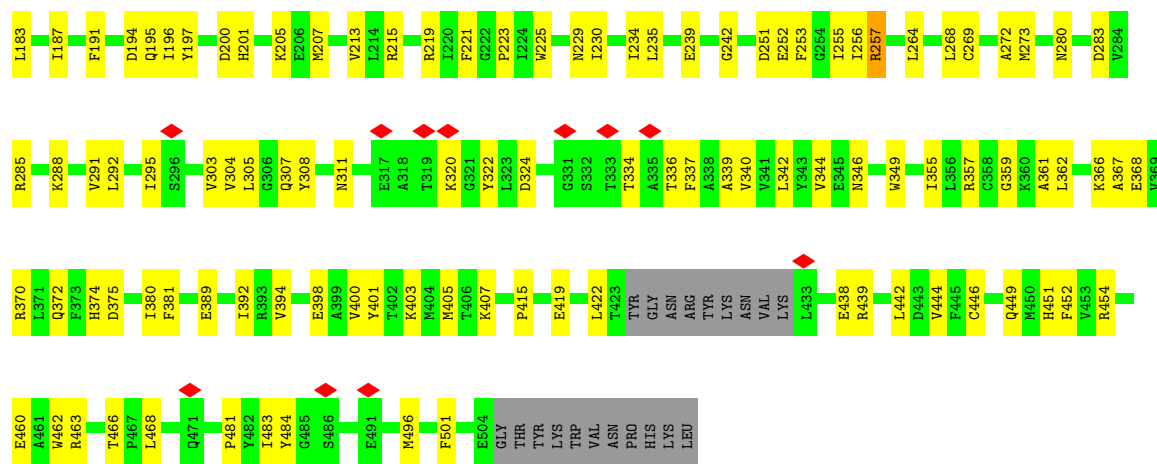 L183 I187 F191 D194 Q195 I196 Y197 D200 H201 K205 E206 M207 V213 L214 R215 R219 I220 F221 G222 P223 I224 W225 N229 I230 I234 L235 E239 G242 D251 E252 F253 G254 I255 I256 R257 L264 L268 C269 A272 M273 N280 D283 V284
R285 K288 V291 L292 I295 S296 V303 V304 L305 G306 Q307 Y308 N311 E317 A318 T319 K320 G321 Y322 L323 D324 G331 S332 T333 T334 A335 T336 F337 A338 A339 V340 V341 L342 Y343 V344 E345 N346 W349 I355 L356 R357 C358 G359 K360 A361 L362 K366 A367 E368 V369
R370 L371 Q372 F373 H374 D375 I380 F381 E389 I392 R393 V394 E398 A399 V400 Y401 T402 K403 M404 M405 T406 K407 P415 E419 L422 T423 TYR GLY ASN ARG TYR LYS ASN VAL LYS L433 E438 R439 L442 D443 V444 F445 C446 Q449 M450 H451 F452 V453 R454
E460 A461 W462 R463 T466 P467 L468 Q471 P481 Y482 I483 Y484 G485 S486 E491 M496 F501 E504 GLY THR TYR LYS TRP VAL ASN PRO HIS LYS LEU